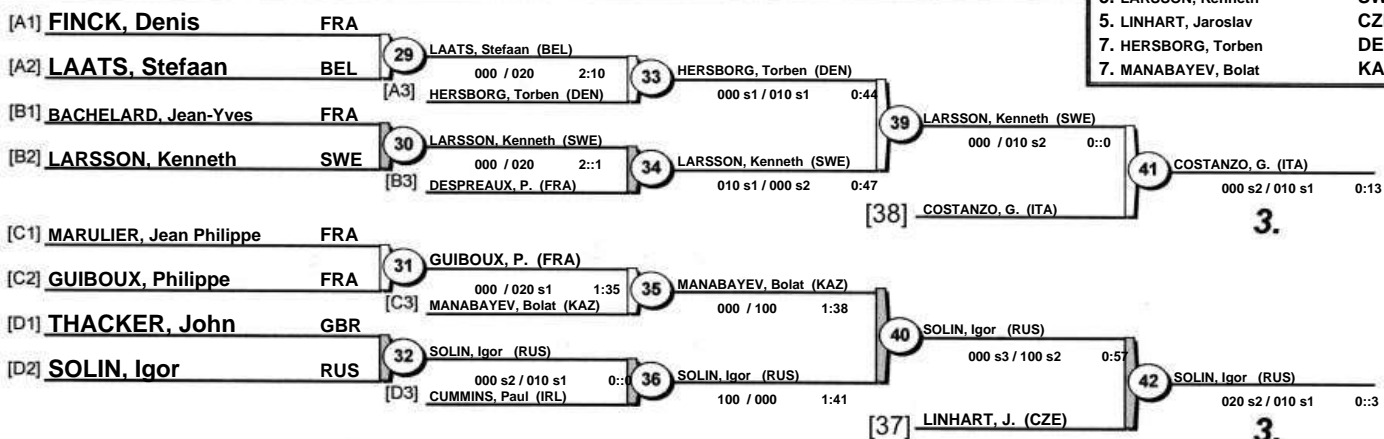 [A1] FINCK, Denis FRA
[A2] LAATS, Stefaan BEL
29
LAATS, Stefaan (BEL)
000 / 020 2:10
[A3] HERSBORG, Torben (DEN)
33
HERSBORG, Torben (DEN)
000 s1 / 010 s1 0:44
[B1] BACHELARD, Jean-Yves FRA
[B2] LARSSON, Kenneth SWE
30
LARSSON, Kenneth (SWE)
000 / 020 2::1
[B3] DESPREAUX, P. (FRA)
34
LARSSON, Kenneth (SWE)
010 s1 / 000 s2 0:47
39
LARSSON, Kenneth (SWE)
000 / 010 s2 0::0
[38] COSTANZO, G. (ITA)
41
COSTANZO, G. (ITA)
000 s2 / 010 s1 0:13
3.
[C1] MARULIER, Jean Philippe FRA
[C2] GUIBOUX, Philippe FRA
31
GUIBOUX, P. (FRA)
000 / 020 s1 1:35
[C3] MANABAYEV, Bolat (KAZ)
35
MANABAYEV, Bolat (KAZ)
000 / 100 1:38
[D1] THACKER, John GBR
[D2] SOLIN, Igor RUS
32
SOLIN, Igor (RUS)
000 s2 / 010 s1
[D3] CUMMINS, Paul (IRL)
36
SOLIN, Igor (RUS)
100 / 000 1:41
40
SOLIN, Igor (RUS)
000 s3 / 100 s2 0:57
[37] LINHART, J. (CZE)
42
SOLIN, Igor (RUS)
020 s2 / 010 s1 0::3
3.
5. LINHART, Jaroslav CZ
7. HERSBORG, Torben DE
7. MANABAYEV, Bolat KA